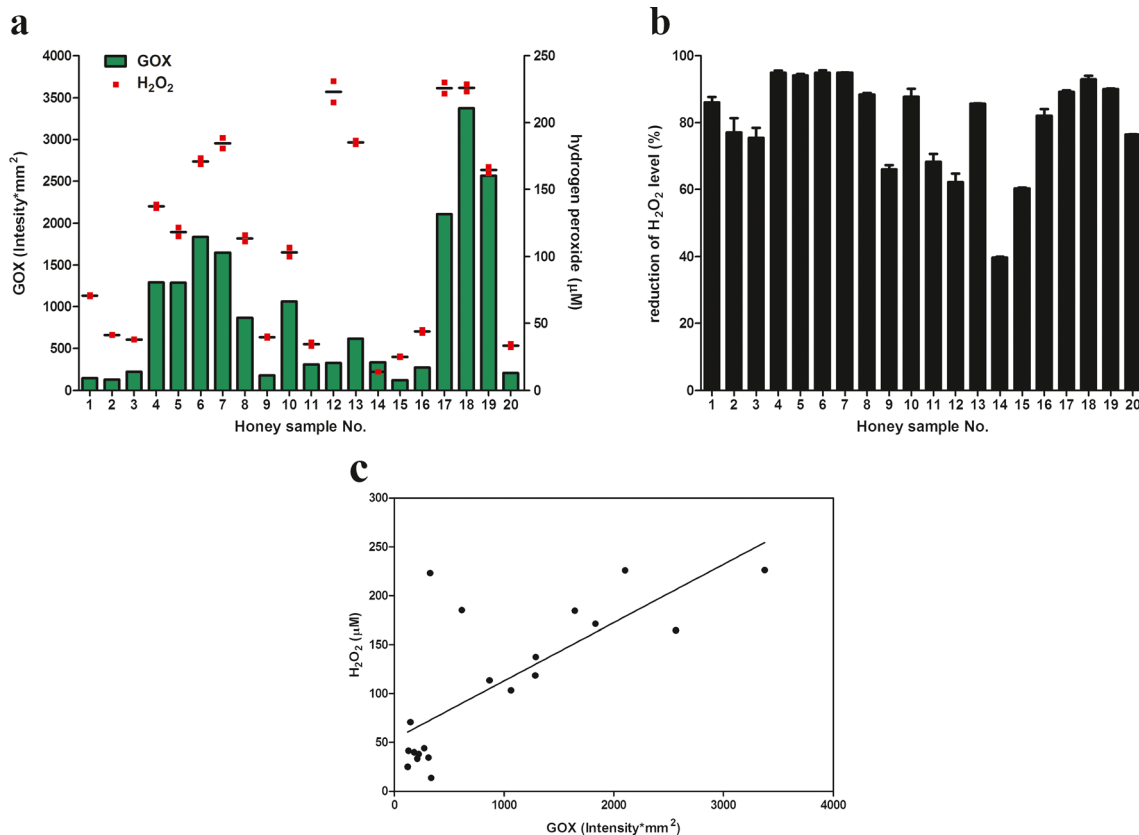 a
GOX
H₂O₂
GOX (Intesity*mm²)
4000
3500
3000
2500
2000
1500
1000
500
0
250
200
150
100
50
0
hydrogen peroxide (μM)
1 2 3 4 5 6 7 8 9 10 11 12 13 14 15 16 17 18 19 20
Honey sample No.
b
reduction of H₂O₂ level (%)
100
80
60
40
20
0
1 2 3 4 5 6 7 8 9 10 11 12 13 14 15 16 17 18 19 20
Honey sample No.
c
H₂O₂ (μM)
300
250
200
150
100
50
0
0 1000 2000 3000 4000
GOX (Intensity*mm²)